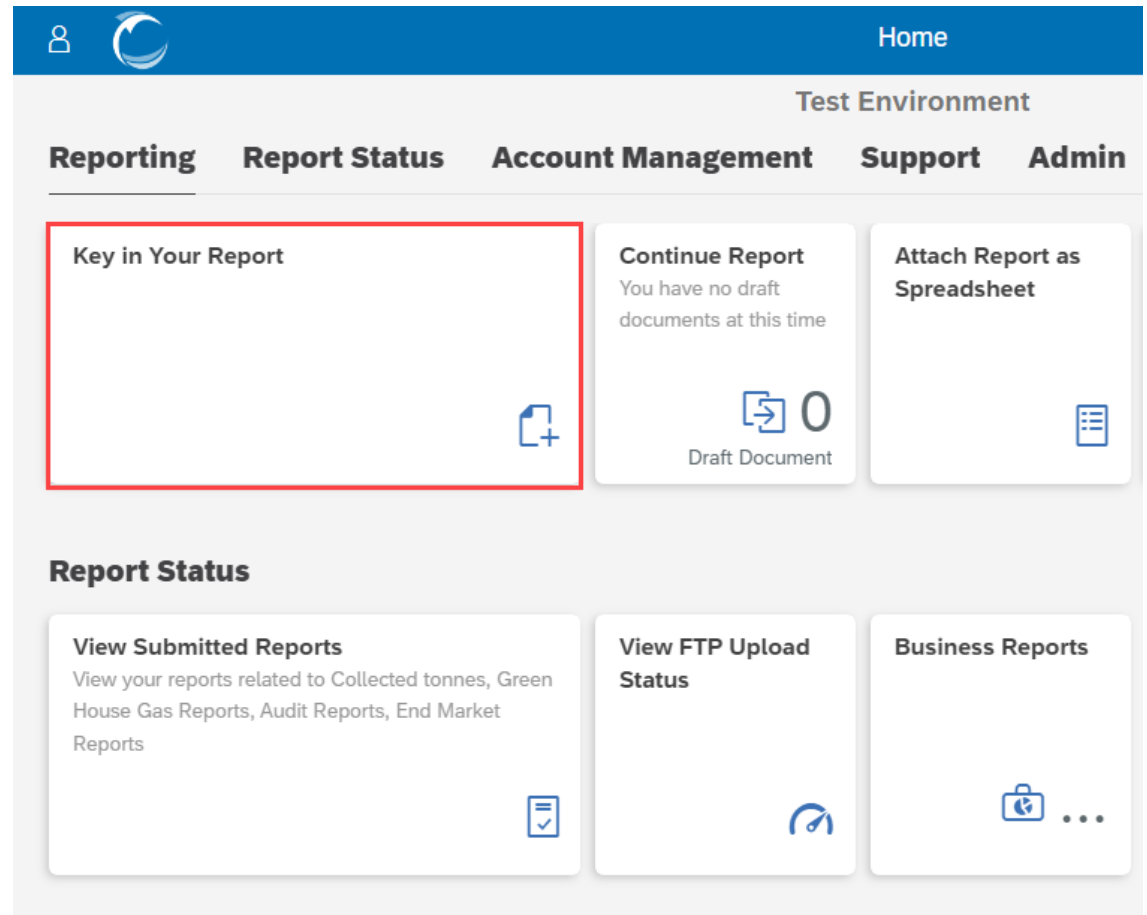 Home
Test Environment
Reporting Report Status Account Management Support Admin
Key in Your Report
Continue Report
You have no draft
documents at this time
0
Draft Document
Attach Report as
Spreadsheet
Report Status
View Submitted Reports
View your reports related to Collected tonnes, Green
House Gas Reports, Audit Reports, End Market
Reports
View FTP Upload
Status
Business Reports
...